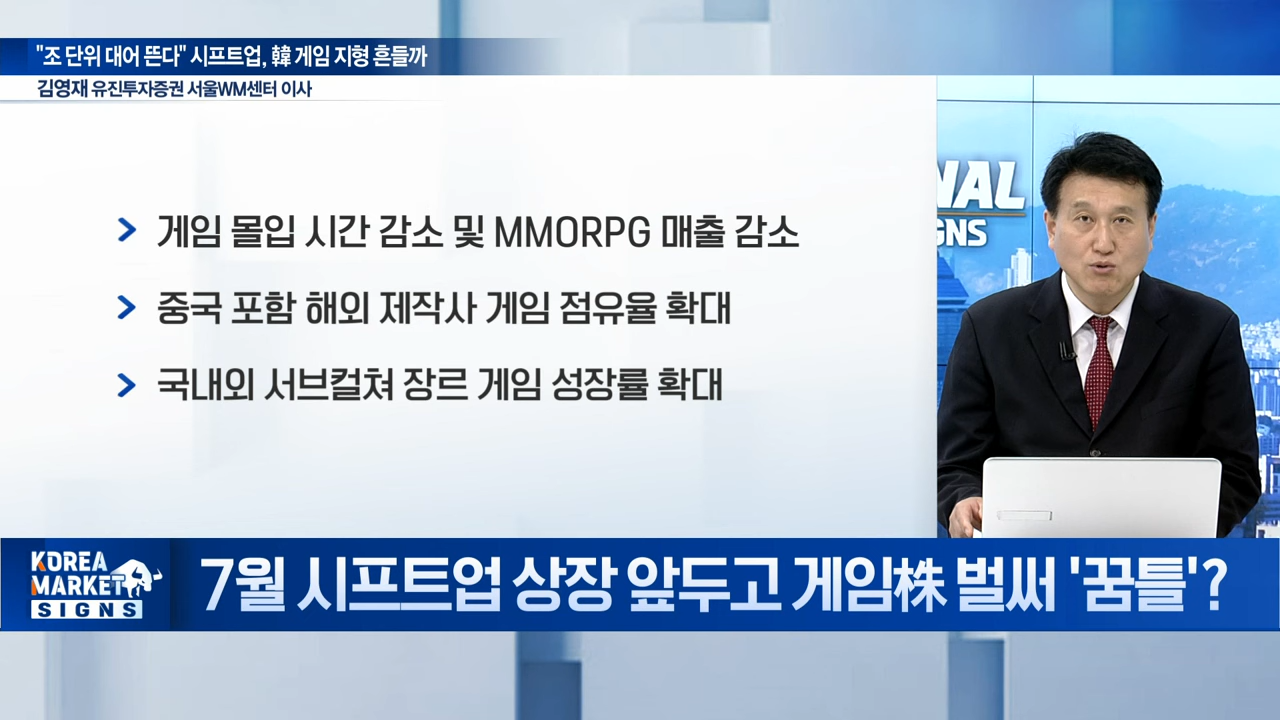 "조 단위 대어 뜬다" 시프트업, 韓 게임 지형 흔들까
김영재 유진투자증권 서울WM센터 이사
> 게임 몰입 시간 감소 및 MMORPG 매출 감소
> 중국 포함 해외 제작사 게임 점유율 확대
> 국내외 서브컬쳐 장르 게임 성장률 확대
NAL
GNS
KOREA
MARKET
SIGNS
7월 시프트업 상장 앞두고 게임株 벌써 '꿈틀'?